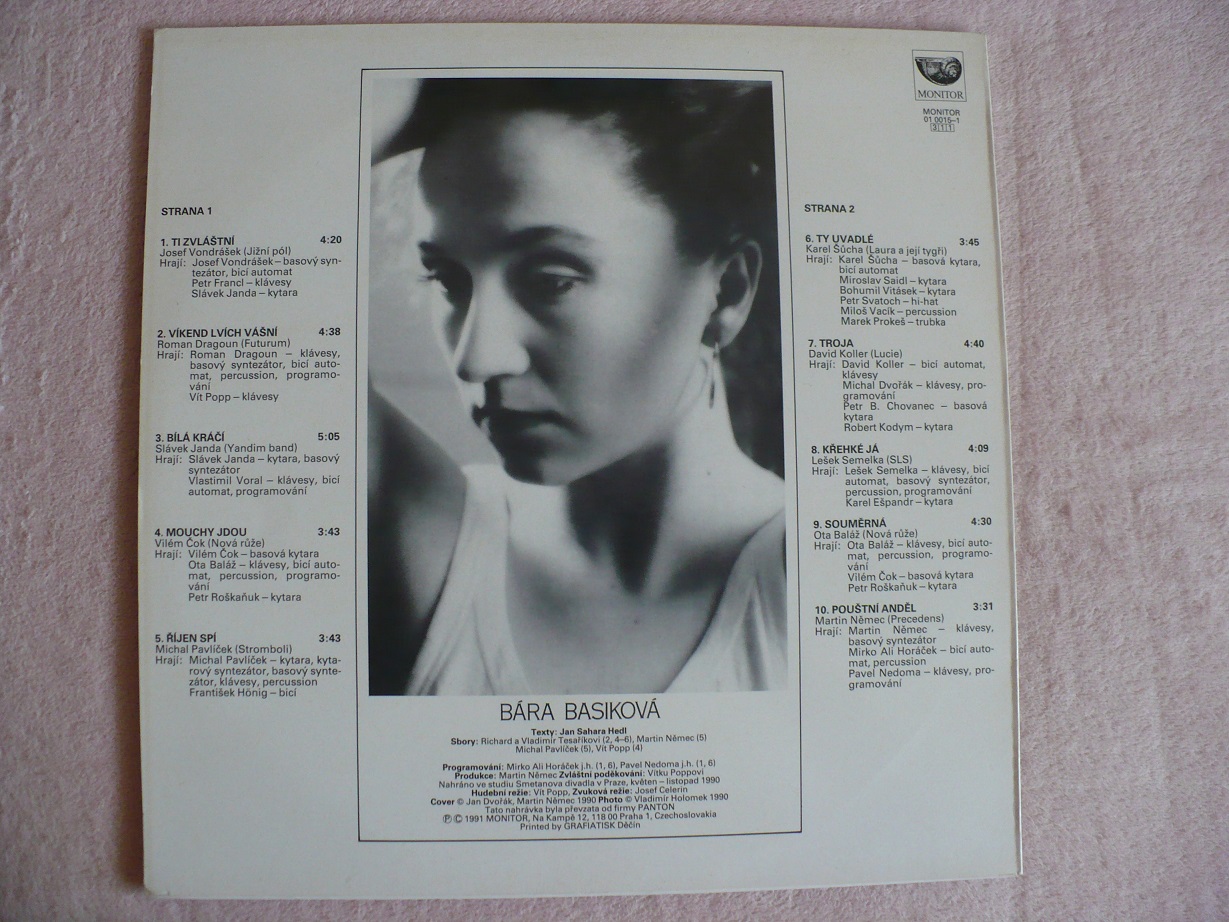 MONITOR
MONITOR
01 0015–1
311
STRANA 1
1. TI ZVLÁŠTNÍ 4:20
Josef Vondrášek (Jižní pól)
Hrají: Josef Vondrášek – basový syn-
tezátor, bicí automat
Petr Francl – klávesy
Slávek Janda – kytara
2. VÍKEND LVÍCH VÁŠNÍ 4:38
Roman Dragoun (Futurum)
Hrají: Roman Dragoun – klávesy,
basový syntezátor, bicí auto-
mat, percussion, programo-
vání
Vít Popp – klávesy
3. BÍLÁ KRÁČÍ 5:05
Slávek Janda (Yandim band)
Hrají: Slávek Janda – kytara, basový
syntezátor
Vlastimil Voral – klávesy, bicí
automat, programování
4. MOUCHY JDOU 3:43
Vilém Čok (Nová růže)
Hrají: Vilém Čok – basová kytara
Ota Baláž – klávesy, bicí auto-
mat, percussion, programo-
vání
Petr Roškaňuk – kytara
5. ŘÍJEN SPÍ 3:43
Michal Pavlíček (Stromboli)
Hrají: Michal Pavlíček – kytara, kyta-
rový syntezátor, basový synte-
zátor, klávesy, percussion
František Hönig – bicí
STRANA 2
6. TY UVADLÉ 3:45
Karel Šůcha (Laura a její tygři)
Hrají: Karel Šůcha – basová kytara,
bicí automat
Miroslav Saidl – kytara
Bohumil Vitásek – kytara
Petr Svatoch – hi-hat
Miloš Vacík – percussion
Marek Prokeš – trubka
7. TROJA 4:40
David Koller (Lucie)
Hrají: David Koller – bicí automat,
klávesy
Michal Dvořák – klávesy, pro-
gramování
Petr B. Chovanec – basová
kytara
Robert Kodym – kytary
8. KŘEHKÉ JÁ 4:09
Lešek Semelka (SLS)
Hrají: Lešek Semelka – klávesy, bicí
automat, basový syntezátor,
percussion, programování
Karel Ešpandr – kytary
9. SOUMĚRNÁ 4:30
Ota Baláž (Nová růže)
Hrají: Ota Baláž – klávesy, bicí auto-
mat, percussion, programo-
vání
Vilém Čok – basová kytara
Petr Roškaňuk – kytara
10. POUŠTNÍ ANDĚL 3:31
Martin Němec (Precedens)
Hrají: Martin Němec – klávesy,
basový syntezátor
Mirko Ali Horáček – bicí auto-
mat, percussion
Pavel Nedoma – klávesy, pro-
gramování
BÁRA BASIKOVÁ
Texty: Jan Sahara Hedl
Sbory: Richard a Vladimír Tesaříkovi (2, 4–6), Martin Němec (5)
Michal Pavlíček (5), Vít Popp (4)
Programování: Mirko Ali Horáček j.h. (1, 6), Pavel Nedoma j.h. (1, 6)
Produkce: Martin Němec Zvláštní poděkování: Vítku Poppovi
Nahráno ve studiu Smetanova divadla v Praze, květen – listopad 1990
Hudební režie: Vít Popp, Zvuková režie: Josef Celerin
Cover © Jan Dvořák, Martin Němec 1990 Photo © Vladimír Holomek 1990
Tato nahrávka byla převzata od firmy PANTON
℗ © 1991 MONITOR, Na Kampě 12, 118 00 Praha 1, Czechoslovakia
Printed by GRAFIATISK Děčín